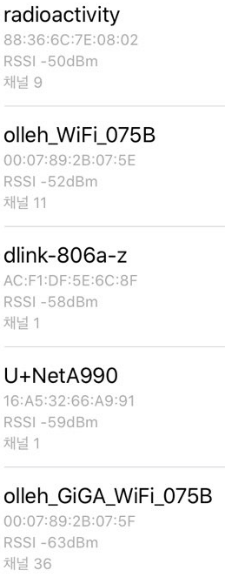 radioactivity
88:36:6C:7E:08:02
RSSI -50dBm
채널 9
olleh_WiFi_075B
00:07:89:2B:07:5E
RSSI -52dBm
채널 11
dlink-806a-z
AC:F1:DF:5E:6C:8F
RSSI -58dBm
채널 1
U+NetA990
16:A5:32:66:A9:91
RSSI -59dBm
채널 1
olleh_GiGA_WiFi_075B
00:07:89:2B:07:5F
RSSI -63dBm
채널 36